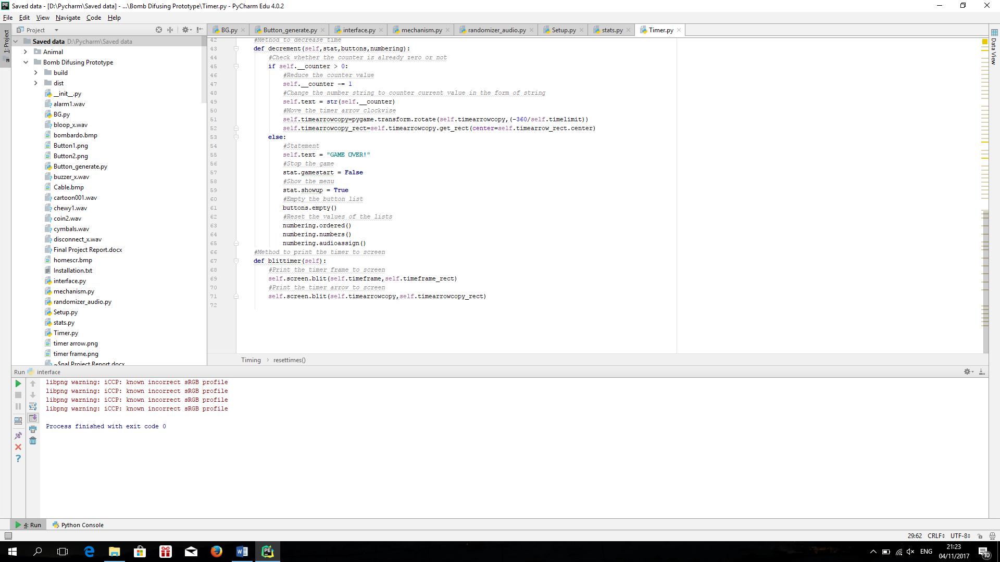 Saved data - [D:\Pycharm\Saved data] - ...\Bomb Difusing Prototype\Timer.py - PyCharm Edu 4.0.2
File Edit View Navigate Code Help
1: Project
Project
BG.py Button_generate.py interface.py mechanism.py randomizer_audio.py Setup.py stats.py Timer.py
Data View
Saved data D:\Pycharm\Saved data
Animal
Bomb Difusing Prototype
build
dist
__init__.py
alarm1.wav
BG.py
bloop_x.wav
bombardo.bmp
Button1.png
Button2.png
Button_generate.py
buzzer_x.wav
Cable.bmp
cartoon001.wav
chewy1.wav
coin2.wav
cymbals.wav
disconnect_x.wav
Final Project Report.docx
homescr.bmp
Installation.txt
interface.py
mechanism.py
randomizer_audio.py
Setup.py
stats.py
Timer.py
timer arrow.png
timer frame.png
~$nal Project Report.docx
42 #Method to decrease time
43 def decrement(self,stat,buttons,numbering):
44 #Check whether the counter is already zero or not
45 if self.__counter > 0:
46 #Reduce the counter value
47 self.__counter -= 1
48 #Change the number string to counter current value in the form of string
49 self.text = str(self.__counter)
50 #Move the timer arrow clockwise
51 self.timearrowcopy=pygame.transform.rotate(self.timearrowcopy,(-360/self.timelimit))
52 self.timearrowcopy_rect=self.timearrowcopy.get_rect(center=self.timearrow_rect.center)
53 else:
54 #Statement
55 self.text = "GAME OVER!"
56 #Stop the game
57 stat.gamestart = False
58 #Show the menu
59 stat.showup = True
60 #Empty the button list
61 buttons.empty()
62 #Reset the values of the lists
63 numbering.ordered()
64 numbering.numbers()
65 numbering.audioassign()
66 #Method to print the timer to screen
67 def blittimer(self):
68 #Print the timer frame to screen
69 self.screen.blit(self.timeframe,self.timeframe_rect)
70 #Print the timer arrow to screen
71 self.screen.blit(self.timearrowcopy,self.timearrowcopy_rect)
72
Timing > resettimes()
Run interface
libpng warning: iCCP: known incorrect sRGB profile
libpng warning: iCCP: known incorrect sRGB profile
libpng warning: iCCP: known incorrect sRGB profile
libpng warning: iCCP: known incorrect sRGB profile
Process finished with exit code 0
4: Run Python Console
29:62 CRLF UTF-8
ENG
21:23
04/11/2017
10